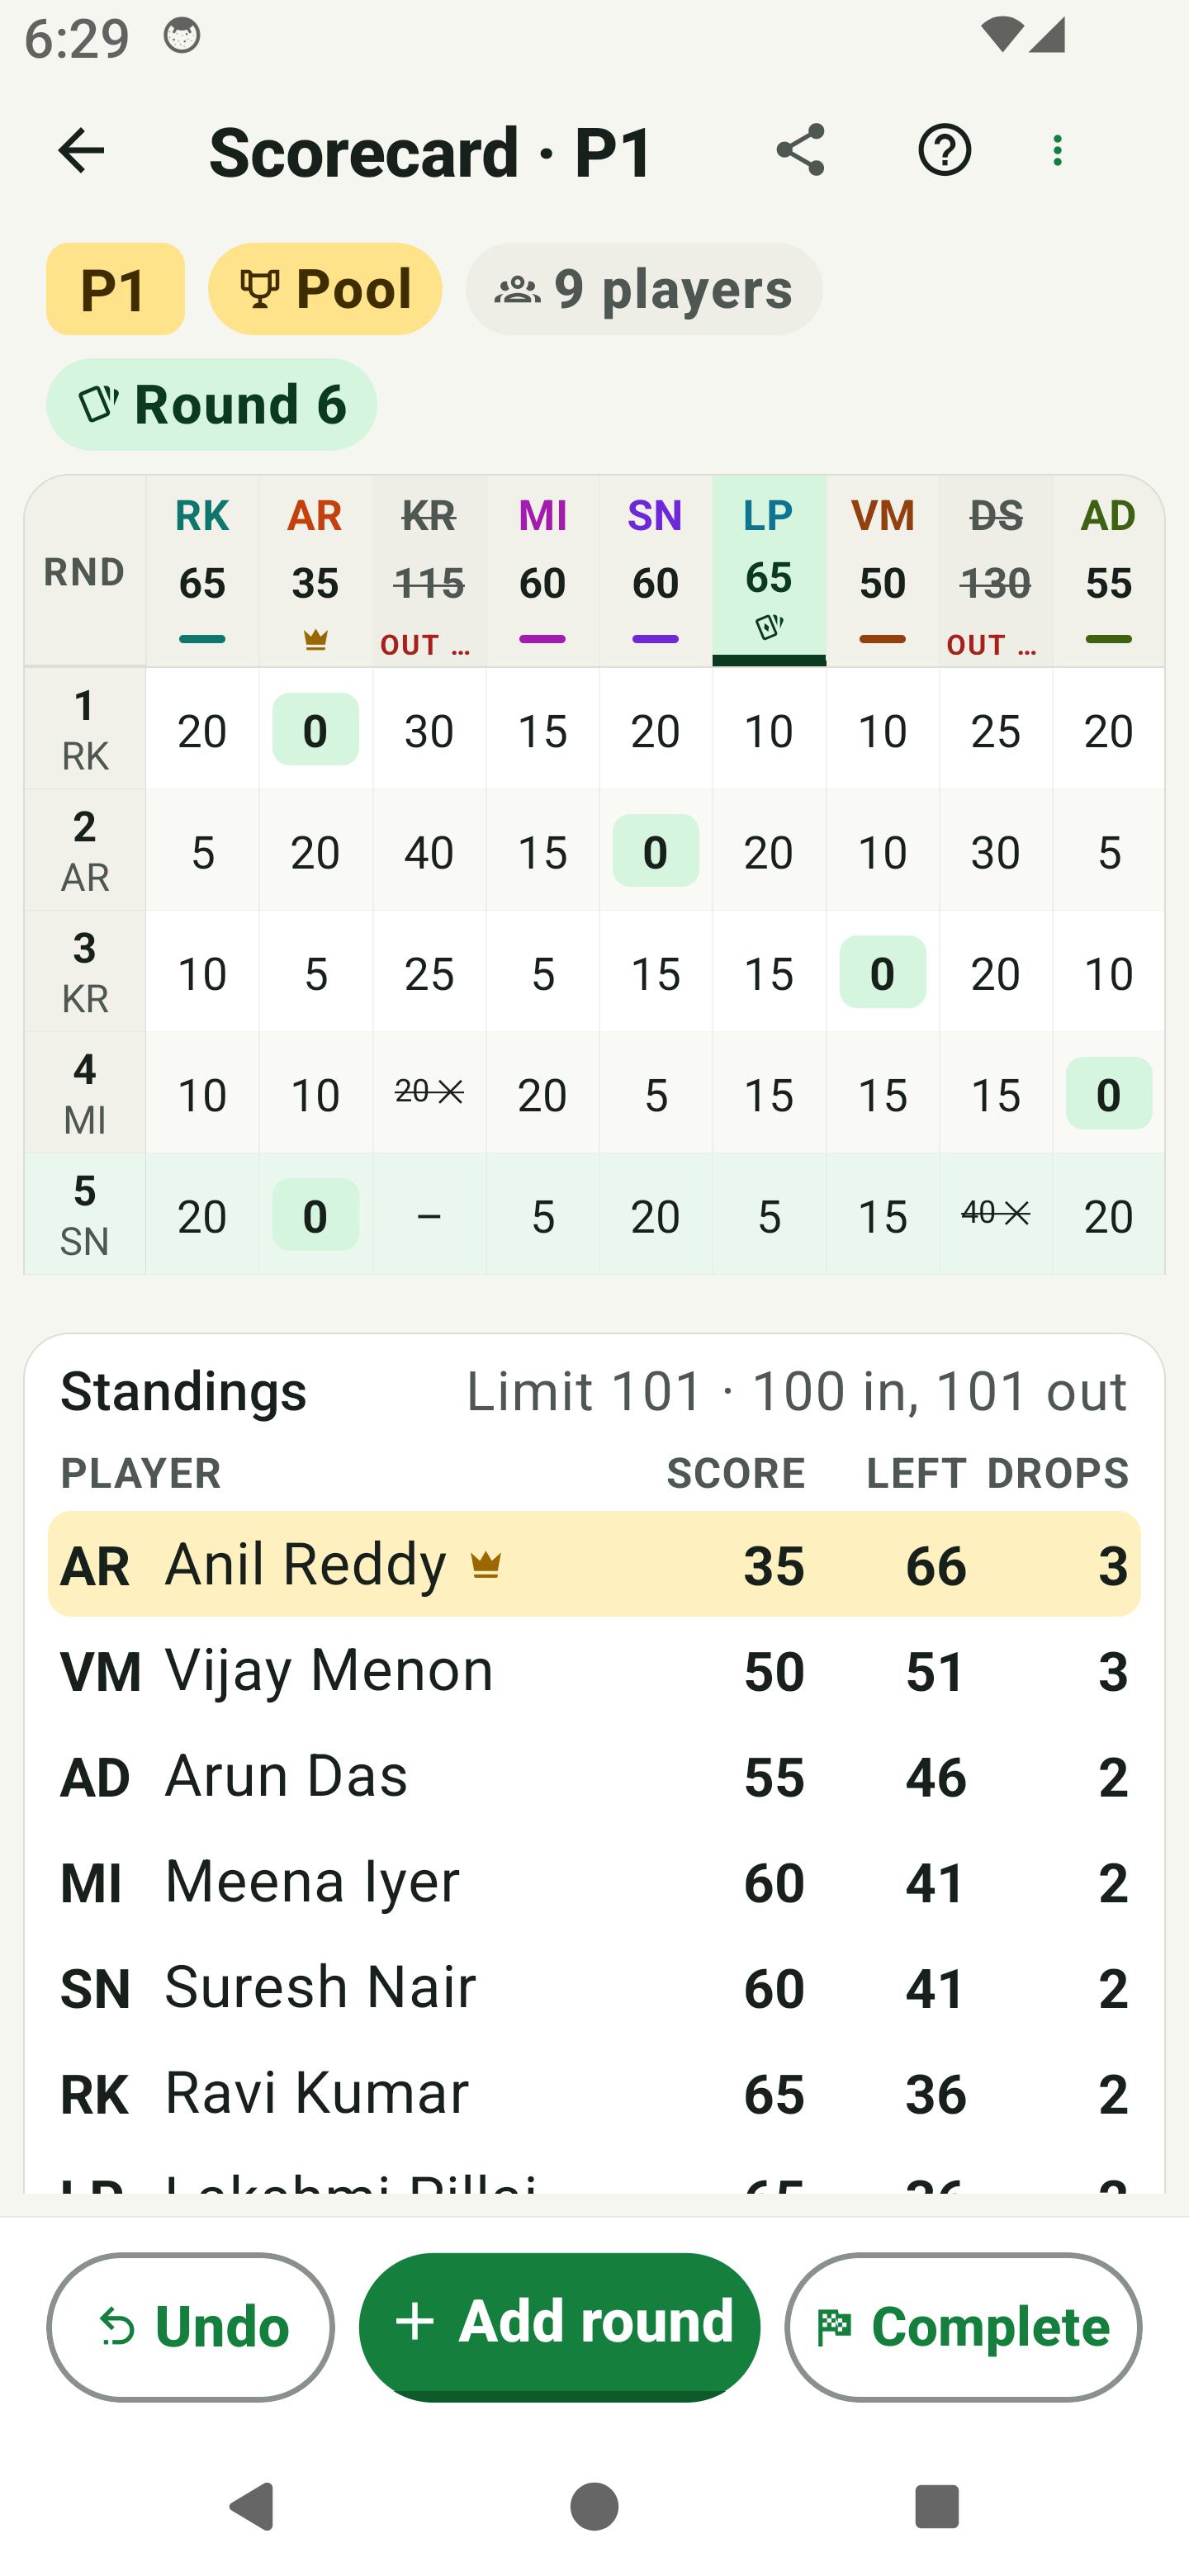 6:29
Scorecard · P1
P1 Pool 9 players
Round 6
RND RK AR KR MI SN LP VM DS AD
65 35 115 60 60 65 50 130 55
OUT … OUT …
1 RK 20 0 30 15 20 10 10 25 20
2 AR 5 20 40 15 0 20 10 30 5
3 KR 10 5 25 5 15 15 0 20 10
4 MI 10 10 20 20 5 15 15 15 0
5 SN 20 0 – 5 20 5 15 40 20
Standings Limit 101 · 100 in, 101 out
PLAYER SCORE LEFT DROPS
AR Anil Reddy 35 66 3
VM Vijay Menon 50 51 3
AD Arun Das 55 46 2
MI Meena Iyer 60 41 2
SN Suresh Nair 60 41 2
RK Ravi Kumar 65 36 2
LP Lakshmi Pillai 65 36 2
Undo + Add round Complete